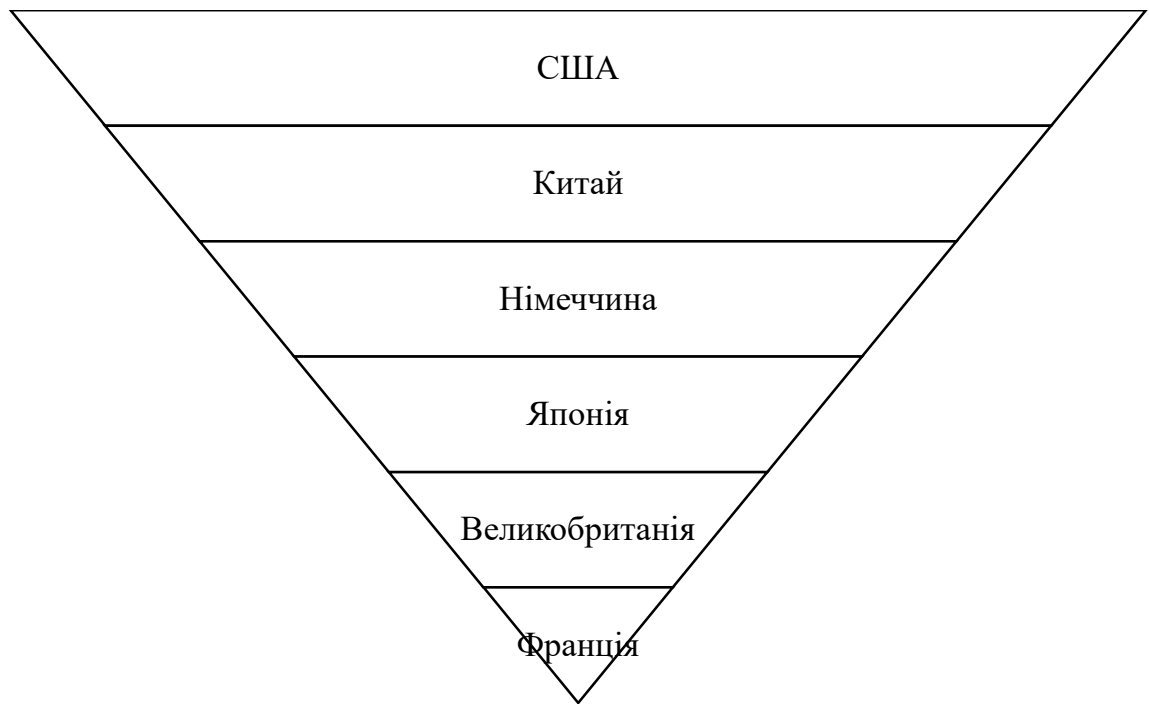 США
Китай
Німеччина
Японія
Великобританія
Франція